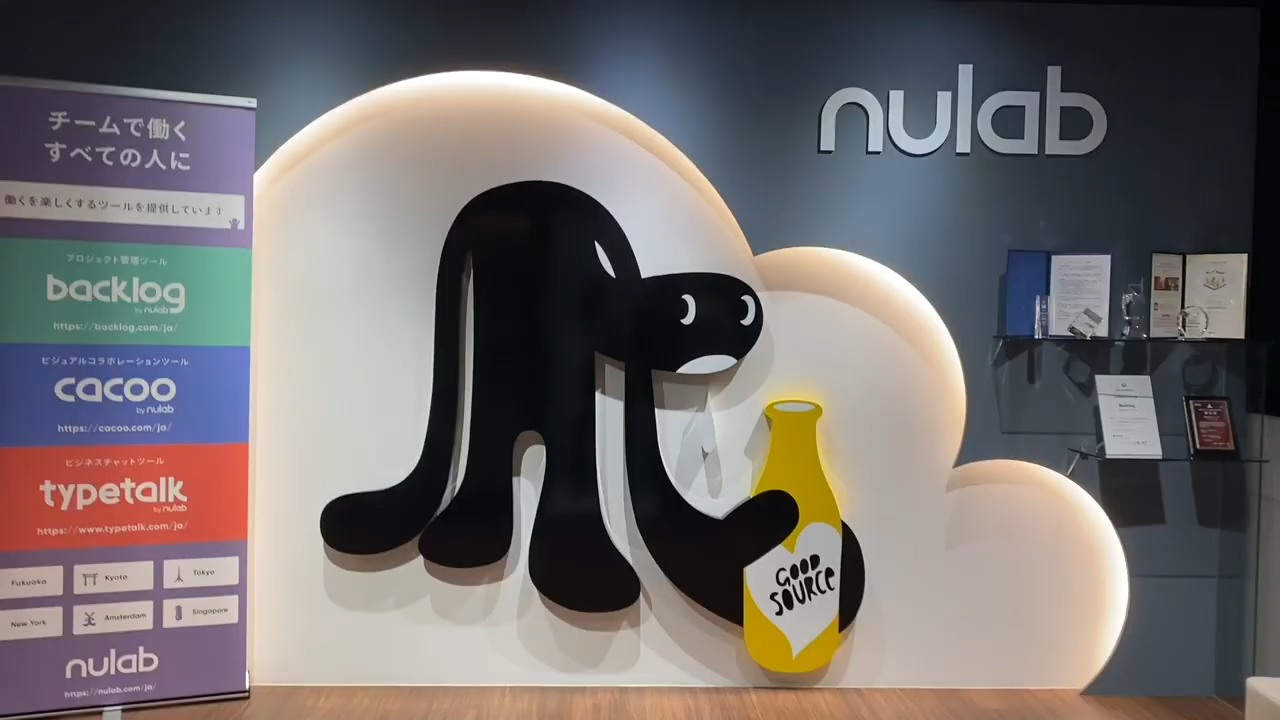 チームで働く
すべての人に
働くを楽しくするツールを提供しています
プロジェクト管理ツール
backlog
by nulab
https://backlog.com/ja/
ビジュアルコラボレーションツール
cacoo
by nulab
https://cacoo.com/ja/
ビジネスチャットツール
typetalk
by nulab
https://www.typetalk.com/ja/
Fukuoka
Kyoto
Tokyo
New York
Amsterdam
Singapore
nulab
https://nulab.com/ja/
GOOD
SOURCE
nulab